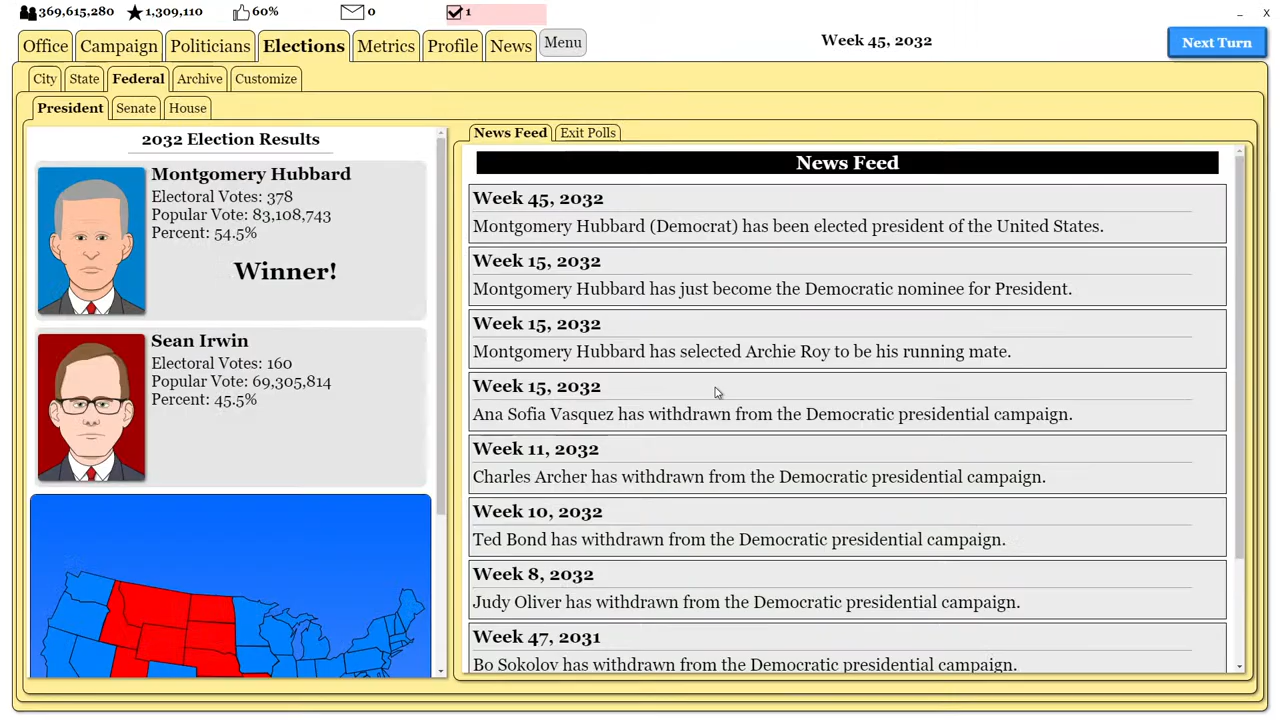 369,615,280 1,309,110 60% 0 1
_ X
Office Campaign Politicians Elections Metrics Profile News Menu
Week 45, 2032
Next Turn
City State Federal Archive Customize
President Senate House
2032 Election Results
Montgomery Hubbard
Electoral Votes: 378
Popular Vote: 83,108,743
Percent: 54.5%
Winner!
Sean Irwin
Electoral Votes: 160
Popular Vote: 69,305,814
Percent: 45.5%
News Feed Exit Polls
News Feed
Week 45, 2032
Montgomery Hubbard (Democrat) has been elected president of the United States.
Week 15, 2032
Montgomery Hubbard has just become the Democratic nominee for President.
Week 15, 2032
Montgomery Hubbard has selected Archie Roy to be his running mate.
Week 15, 2032
Ana Sofia Vasquez has withdrawn from the Democratic presidential campaign.
Week 11, 2032
Charles Archer has withdrawn from the Democratic presidential campaign.
Week 10, 2032
Ted Bond has withdrawn from the Democratic presidential campaign.
Week 8, 2032
Judy Oliver has withdrawn from the Democratic presidential campaign.
Week 47, 2031
Bo Sokolov has withdrawn from the Democratic presidential campaign.